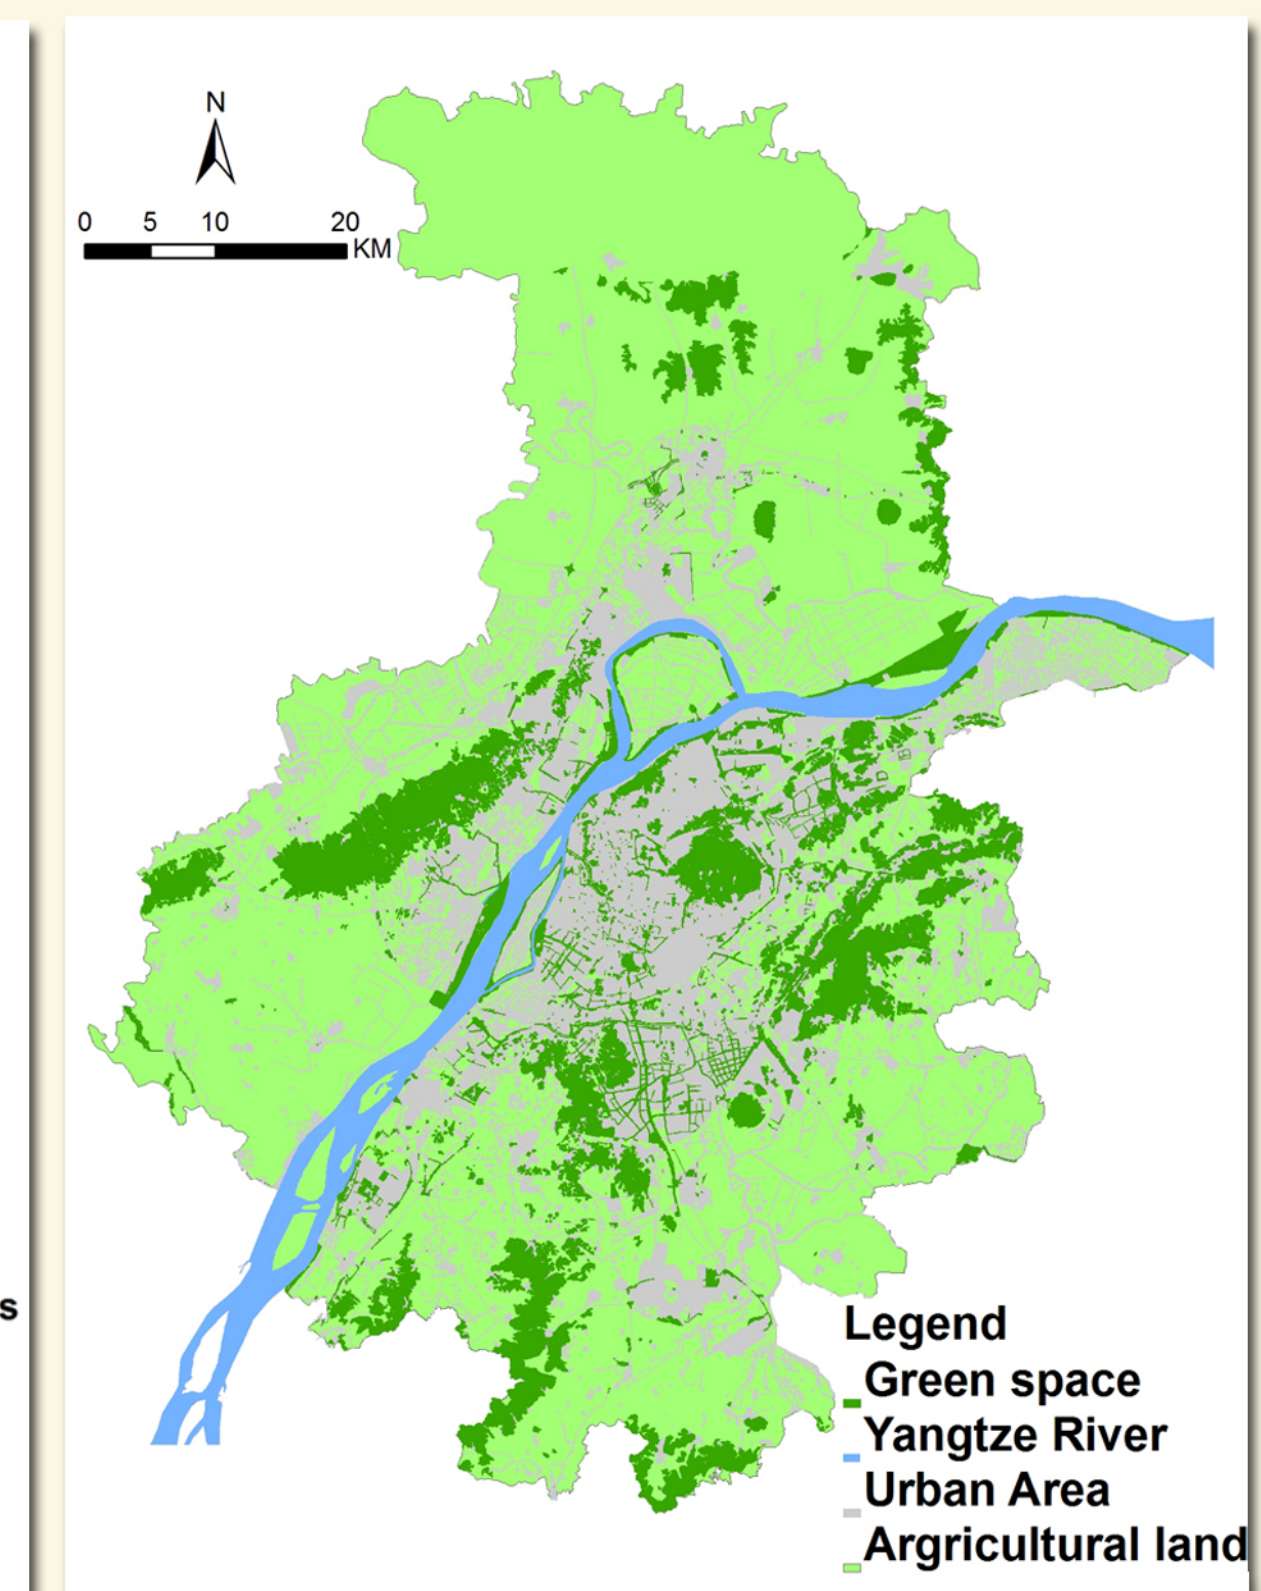 N
0 5 10 20
KM
s
Legend
Green space
Yangtze River
Urban Area
Argricultural land